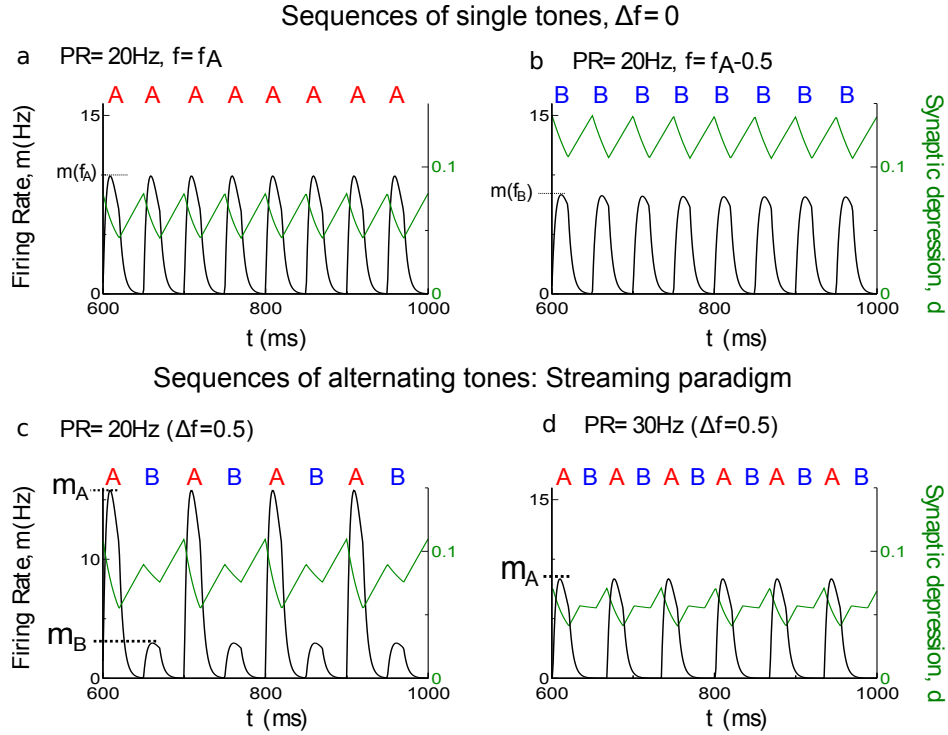 Sequences of single tones, Δf= 0
a PR= 20Hz, f= fA
A A A A A A A A
Firing Rate, m(Hz)
15
m(fA)
0
0.1
0
600 800 1000
t (ms)
b PR= 20Hz, f= fA-0.5
B B B B B B B B
15
m(fB)
0
0.1
0
600 800 1000
t (ms)
Synaptic depression, d
Sequences of alternating tones: Streaming paradigm
c PR= 20Hz (Δf=0.5)
A B A B A B A B
Firing Rate, m(Hz)
mA
10
mB
0
0.1
0
600 800 1000
t (ms)
d PR= 30Hz (Δf=0.5)
A B A B A B A B A B A B
15
mA
0
0.1
0
600 800 1000
t (ms)
Synaptic depression, d